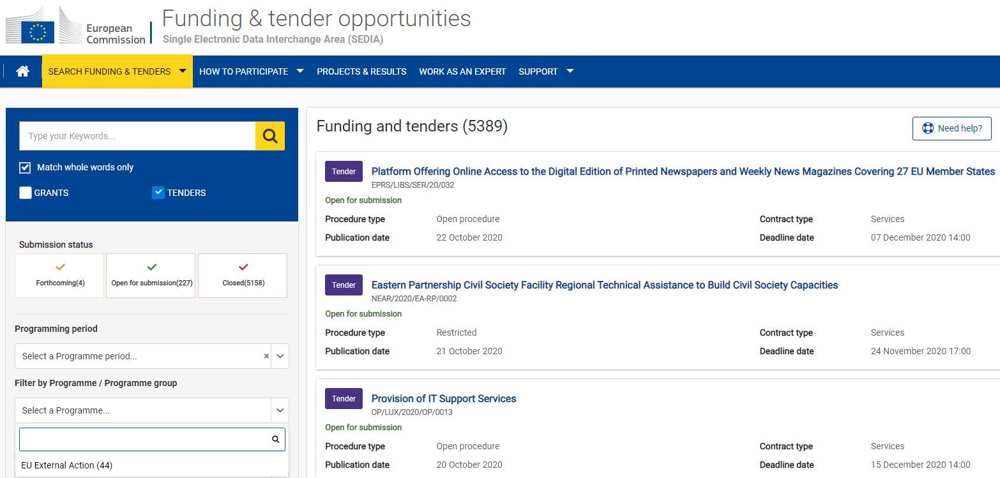 European
Commission
Funding & tender opportunities
Single Electronic Data Interchange Area (SEDIA)
SEARCH FUNDING & TENDERS HOW TO PARTICIPATE PROJECTS & RESULTS WORK AS AN EXPERT SUPPORT
Type your Keywords...
Match whole words only
GRANTS TENDERS
Submission status
Forthcoming(4) Open for submission(227) Closed(5158)
Programming period
Select a Programme period...
Filter by Programme / Programme group
Select a Programme...
EU External Action (44)
Funding and tenders (5389)
Need help?
Tender Platform Offering Online Access to the Digital Edition of Printed Newspapers and Weekly News Magazines Covering 27 EU Member States
EPRS/LIBS/SER/20/032
Open for submission
Procedure type Open procedure Contract type Services
Publication date 22 October 2020 Deadline date 07 December 2020 14:00
Tender Eastern Partnership Civil Society Facility Regional Technical Assistance to Build Civil Society Capacities
NEAR/2020/EA-RP/0002
Open for submission
Procedure type Restricted Contract type Services
Publication date 21 October 2020 Deadline date 24 November 2020 17:00
Tender Provision of IT Support Services
OP/LUX/2020/OP/0013
Open for submission
Procedure type Open procedure Contract type Services
Publication date 20 October 2020 Deadline date 15 December 2020 14:00